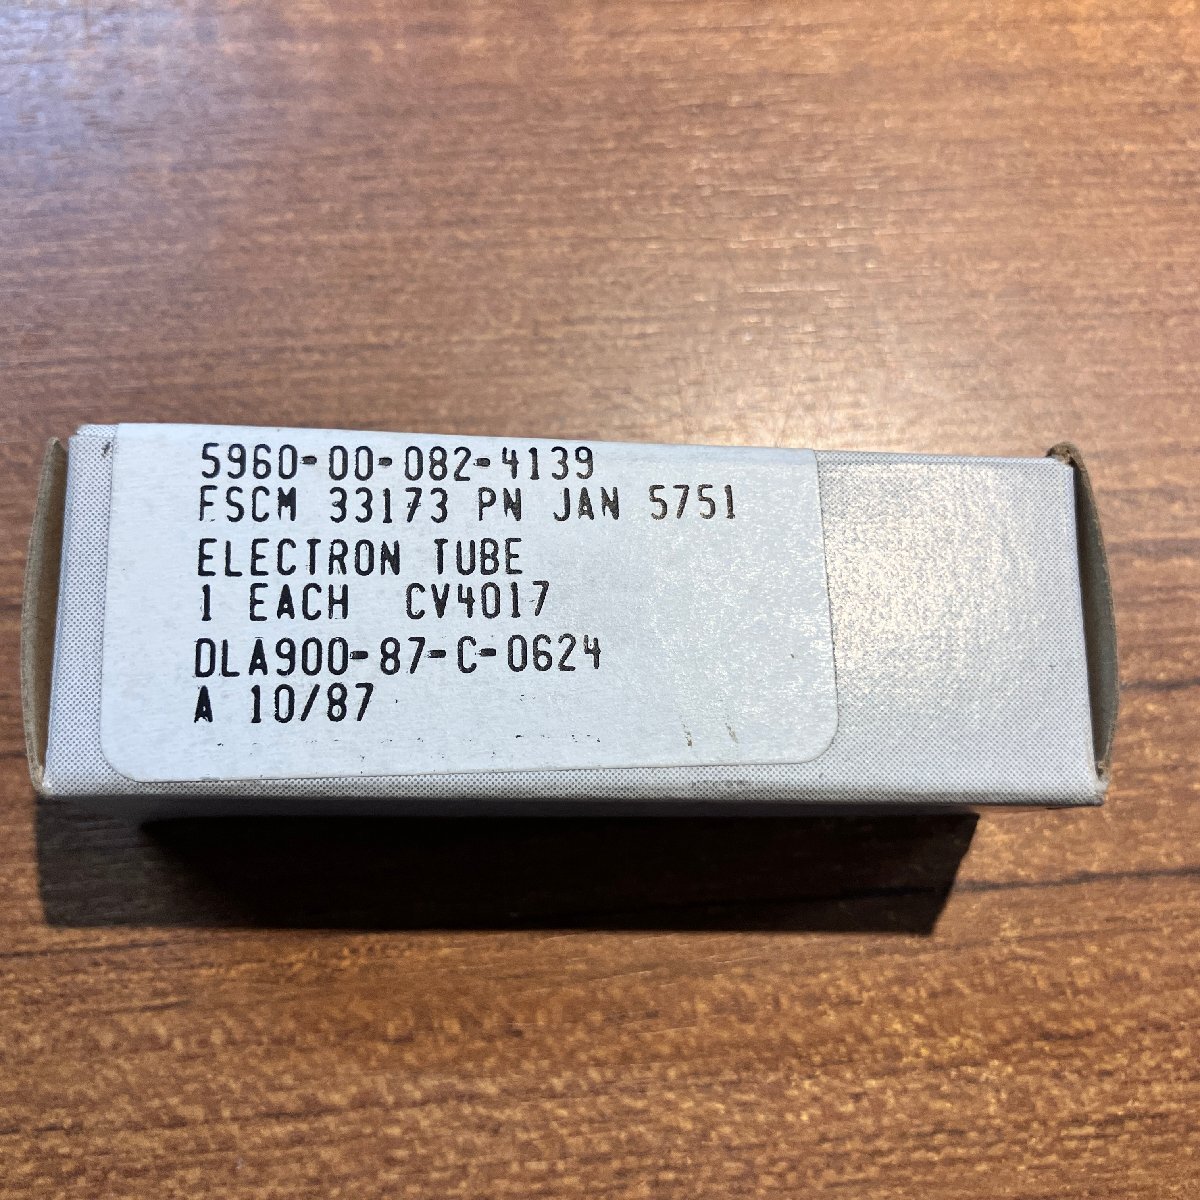 5960-00-082-4139
FSCM 33173 PN JAN 5751
ELECTRON TUBE
1 EACH CV4017
DLA900-87-C-0624
A 10/87